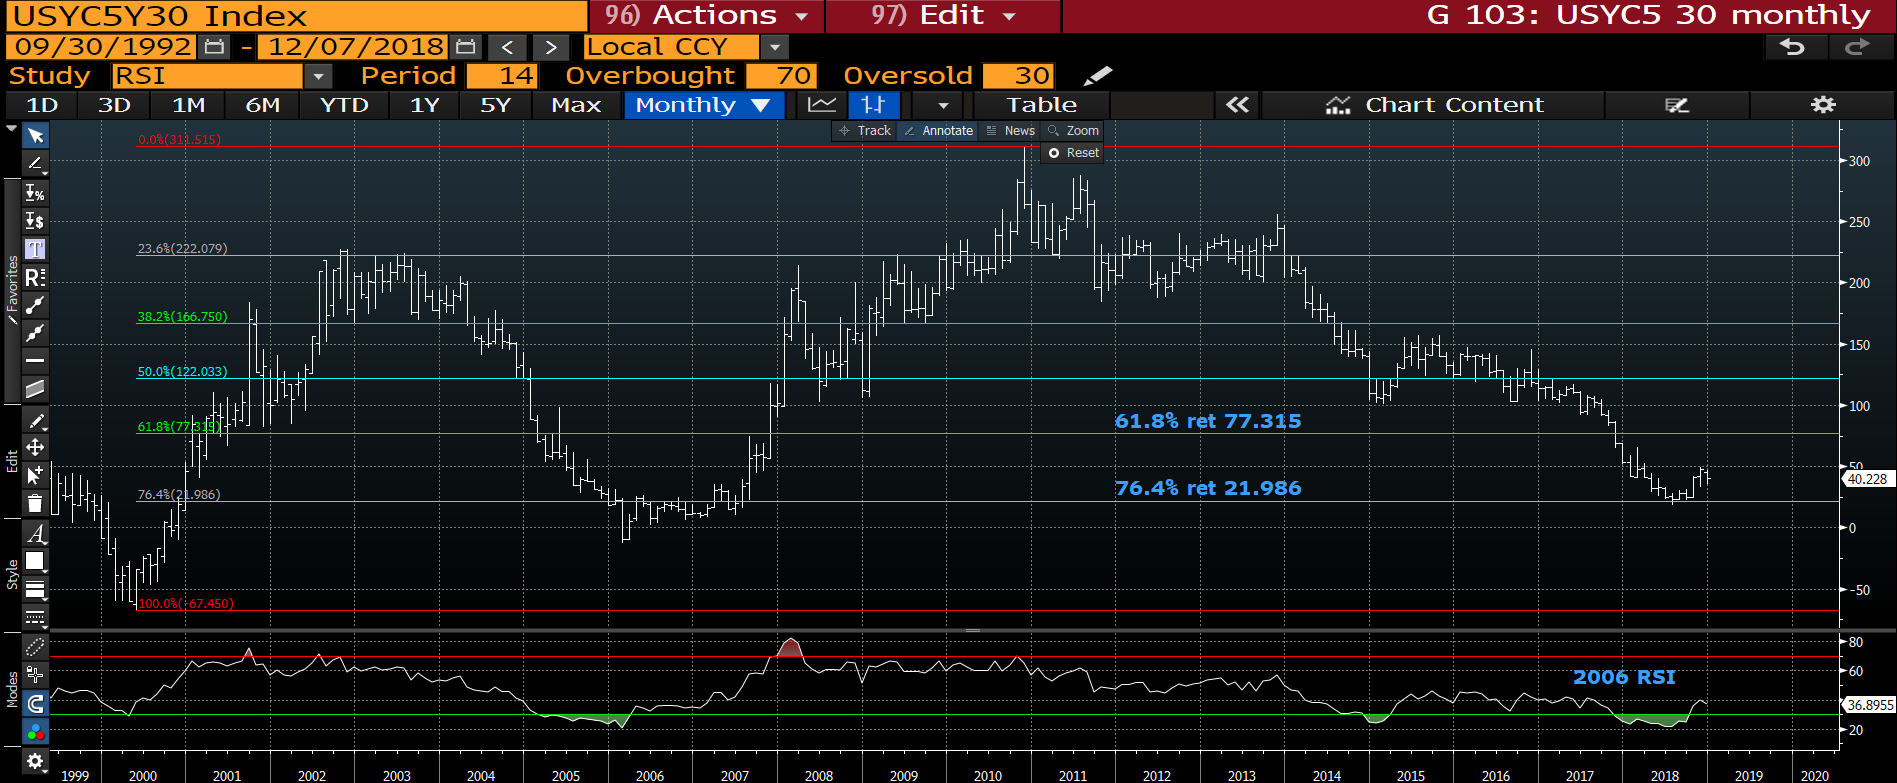 USYC5Y30 Index 96) Actions 97) Edit G 103: USYC5 30 monthly
09/30/1992 - 12/07/2018 < > Local CCY
Study RSI Period 14 Overbought 70 Oversold 30
1D 3D 1M 6M YTD 1Y 5Y Max Monthly ▼ Table « Chart Content
Track Annotate News Zoom
Reset
0.0%(311.515)
300
250
23.6%(222.079)
200
38.2%(166.750)
150
50.0%(122.033)
100
61.8% ret 77.315
61.8%(77.315)
50
40.228
76.4% ret 21.986
76.4%(21.986)
0
-50
100.0%(-67.450)
80
60
2006 RSI
36.8955
20
1999 2000 2001 2002 2003 2004 2005 2006 2007 2008 2009 2010 2011 2012 2013 2014 2015 2016 2017 2018 2019 2020
%
$
T
R
Favorites
Edit
A
Style
Modes